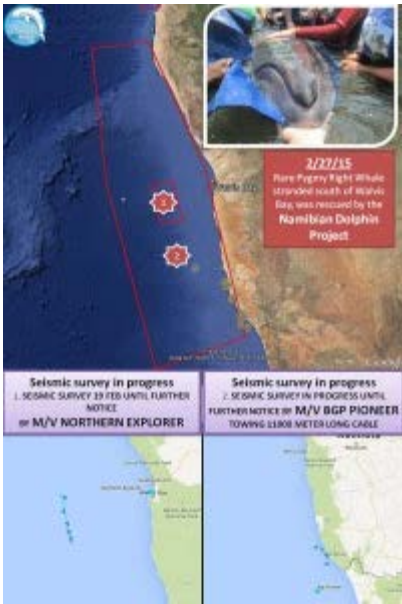 2/27/15
Rare Pygmy Right Whale
stranded south of Walvis
Bay, was rescued by the
Namibian Dolphin
Project
1
2
Seismic survey in progress
1. SEISMIC SURVEY 19 FEB UNTIL FURTHER
NOTICE
BY M/V NORTHERN EXPLORER
Seismic survey in progress
2. SEISMIC SURVEY IN PROGRESS UNTIL
FURTHER NOTICE BY M/V BGP PIONEER
TOWING 11000 METER LONG CABLE